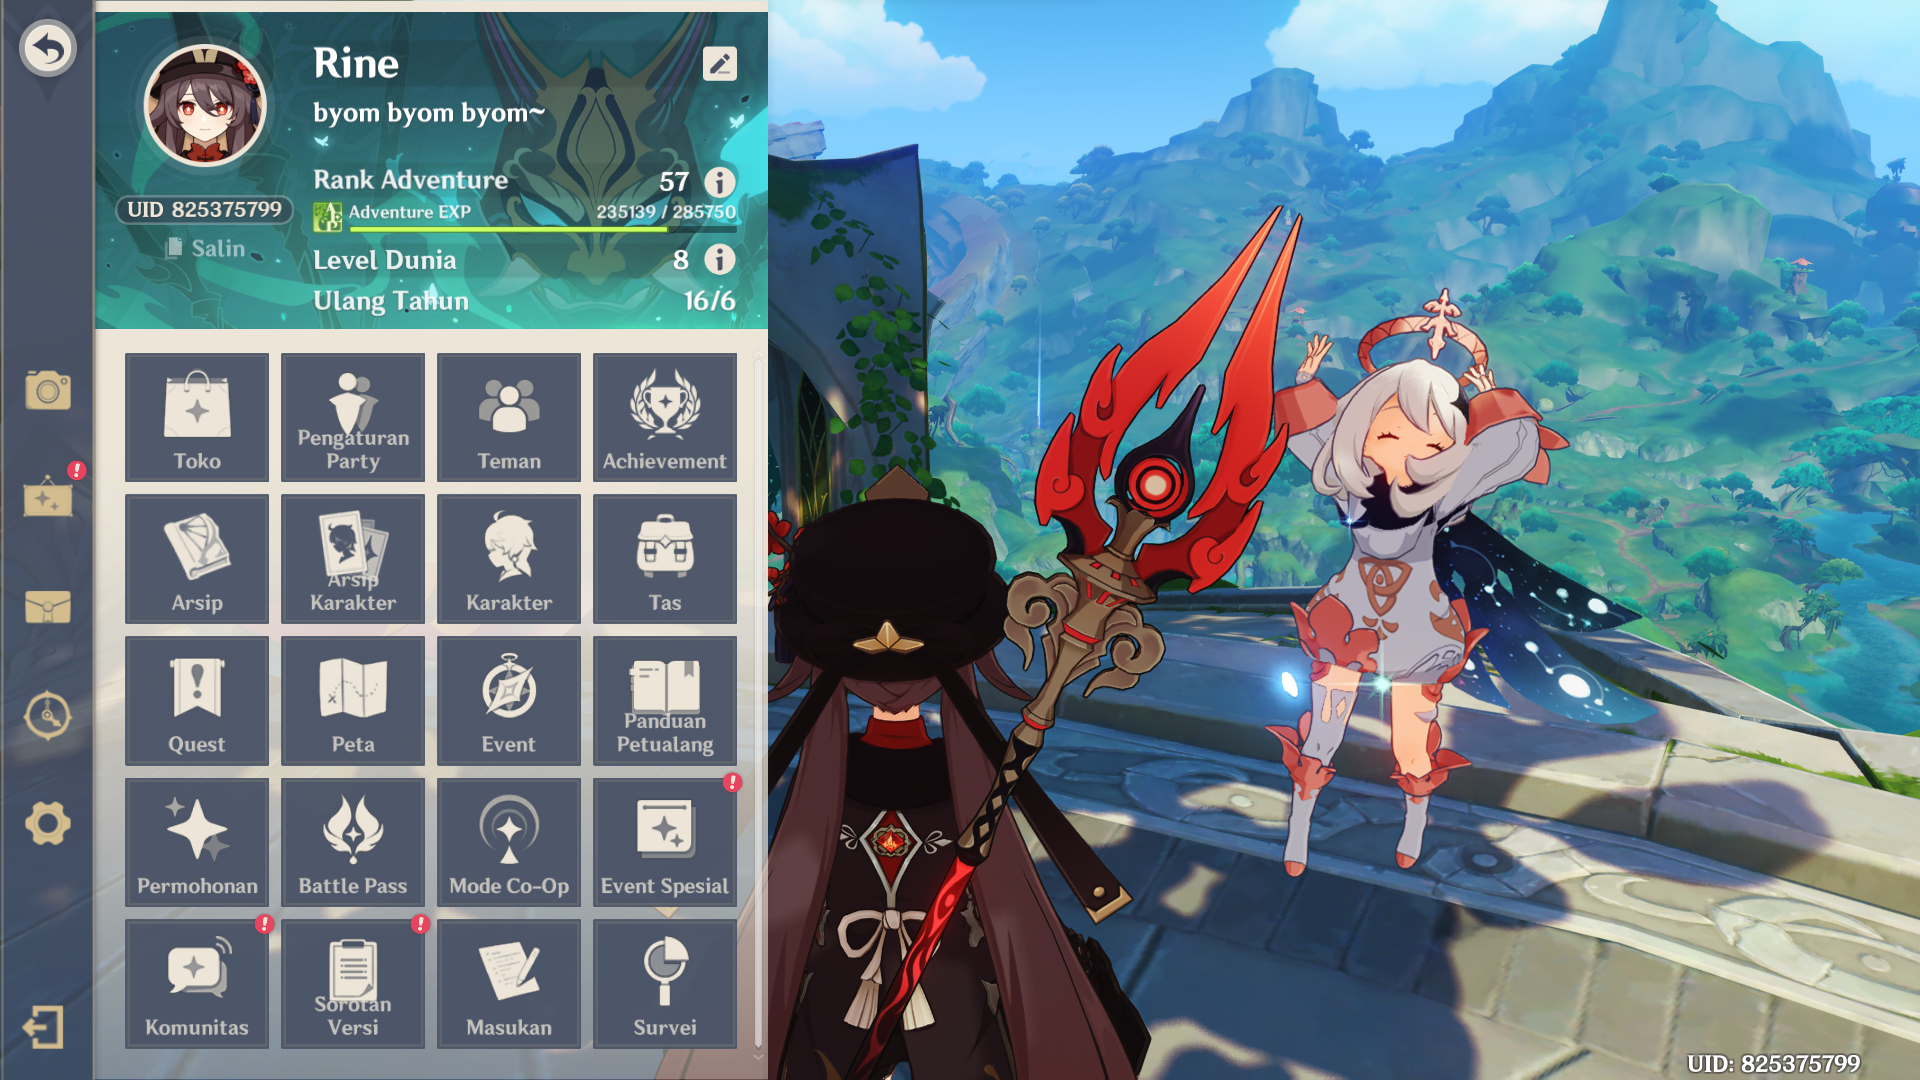 Rine
byom byom byom~
Rank Adventure 57
Adventure EXP 235139 / 285750
UID 825375799
Salin
Level Dunia 8
Ulang Tahun 16/6
Toko
Pengaturan
Party
Teman
Achievement
Arsip
Arsip
Karakter
Karakter
Tas
Quest
Peta
Event
Panduan
Petualang
Permohonan
Battle Pass
Mode Co-Op
Event Spesial
Komunitas
Sorotan
Versi
Masukan
Survei
UID: 825375799